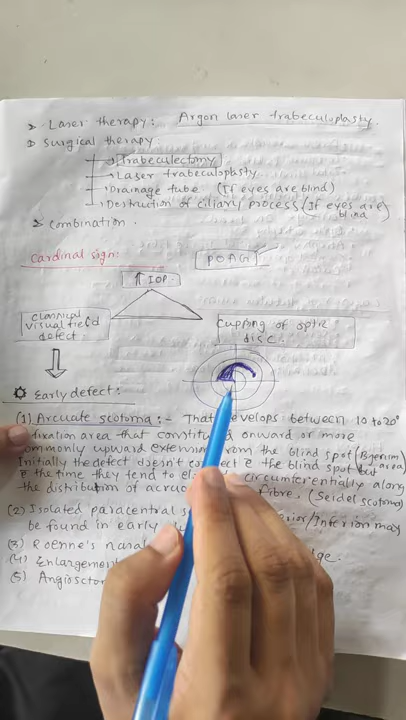 Laser therapy: Argon laser trabeculoplasty.
Surgical therapy:
Trabeculectomy
Laser trabeculoplasty.
Drainage tube (If eyes are blind)
Destruction of ciliary process (If eyes are blind
Combination.
Cardinal sign:
POAG
↑ IOP
Classical visual field defect
Cupping of optic disc.
Early defect:
(1) Arcuate scotoma:- That develops between 10 to 20°
fixation area that onward or more
commonly upward extension from the blind spot area)
Initially the defect doesn't the blind spot but
the time they tend to circumferentially along
the distribution of fibre, (Seidel scotoma)
(2) Isolated paracentral may
be found in early
(3) Roenne's nasal
(4) Enlargement
(5)